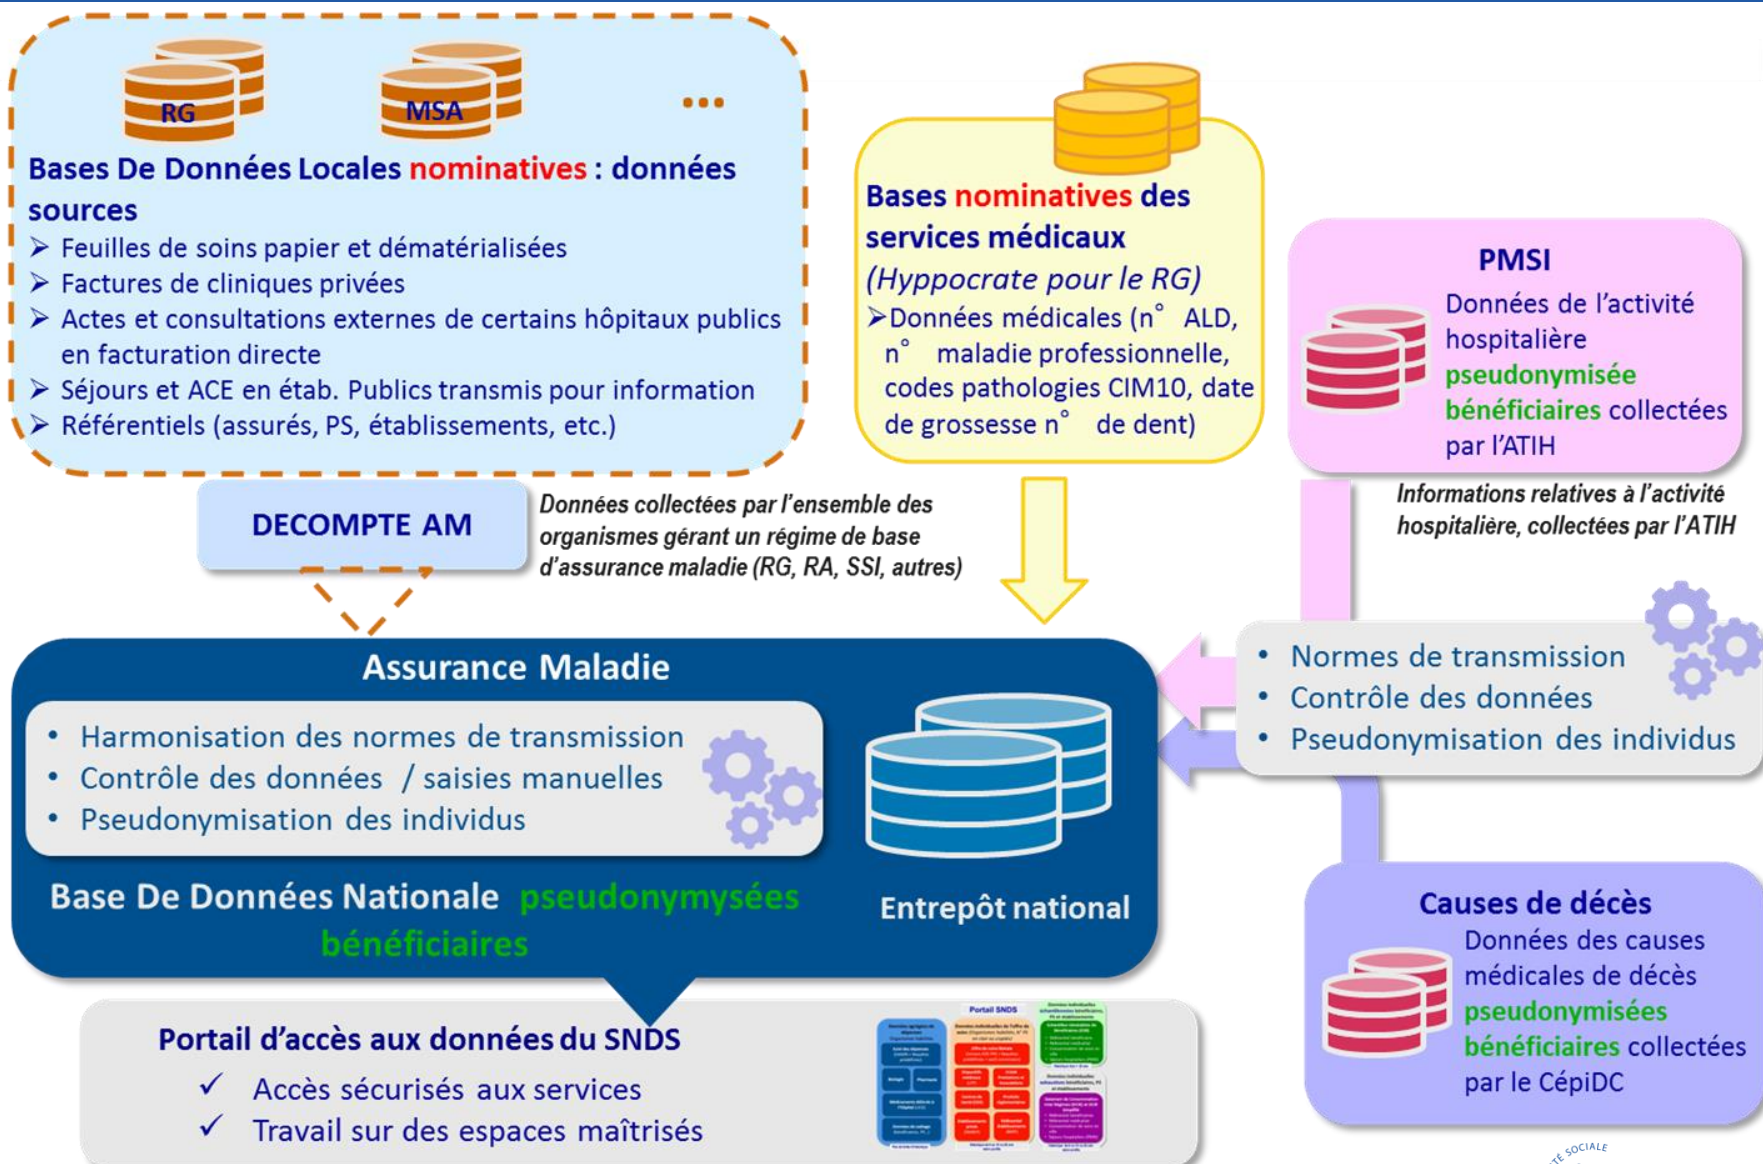 RG
MSA
...
Bases De Données Locales nominatives : données
sources
➢ Feuilles de soins papier et dématérialisées
➢ Factures de cliniques privées
➢ Actes et consultations externes de certains hôpitaux publics
en facturation directe
➢ Séjours et ACE en étab. Publics transmis pour information
➢ Référentiels (assurés, PS, établissements, etc.)
Bases nominatives des
services médicaux
(Hyppocrate pour le RG)
➢Données médicales (n° ALD,
n° maladie professionnelle,
codes pathologies CIM10, date
de grossesse n° de dent)
PMSI
Données de l'activité
hospitalière
pseudonymisée
bénéficiaires collectées
par l'ATIH
DECOMPTE AM
Données collectées par l'ensemble des
organismes gérant un régime de base
d'assurance maladie (RG, RA, SSI, autres)
Informations relatives à l'activité
hospitalière, collectées par l'ATIH
Assurance Maladie
• Harmonisation des normes de transmission
• Contrôle des données / saisies manuelles
• Pseudonymisation des individus
Base De Données Nationale pseudonymysées
bénéficiaires
Entrepôt national
• Normes de transmission
• Contrôle des données
• Pseudonymisation des individus
Causes de décès
Données des causes
médicales de décès
pseudonymisées
bénéficiaires collectées
par le CépiDC
Portail d'accès aux données du SNDS
✓ Accès sécurisés aux services
✓ Travail sur des espaces maîtrisés
Portail SNDS
SOCIALE